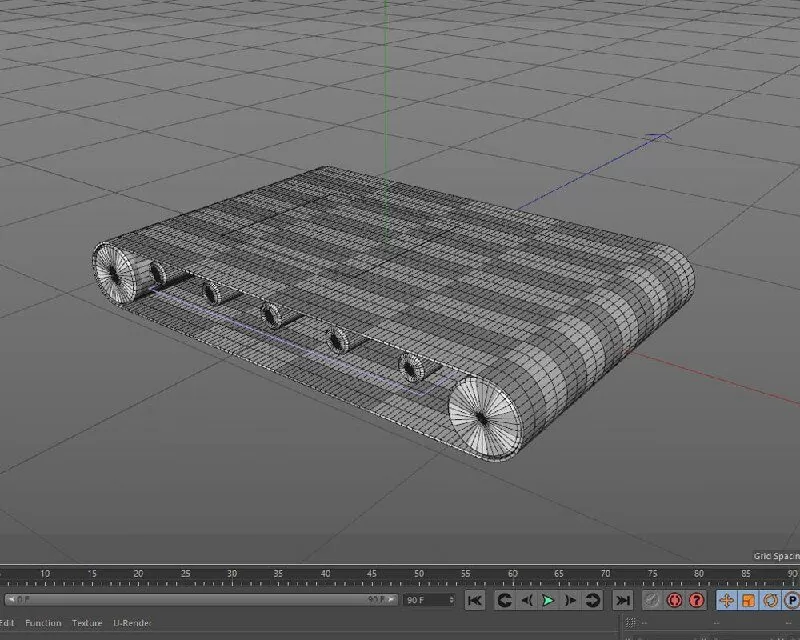 Grid Spacin
10 15 20 25 30 35 40 45 50 55 60 65 70 75 80 85 90
0 F 90 F 90 F P
Edit Function Texture U-Render